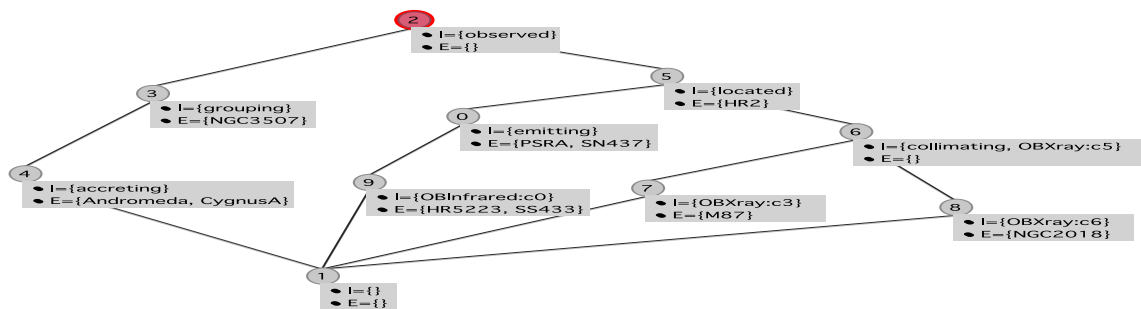 2
• I={observed}
• E={}
3
• I={grouping}
• E={NGC3507}
5
• I={located}
• E={HR2}
0
• I={emitting}
• E={PSRA, SN437}
6
• I={collimating, OBXray:c5}
• E={}
4
• I={accreting}
• E={Andromeda, CygnusA}
9
• I={OBInfrared:c0}
• E={HR5223, SS433}
7
• I={OBXray:c3}
• E={M87}
8
• I={OBXray:c6}
• E={NGC2018}
1
• I={}
• E={}